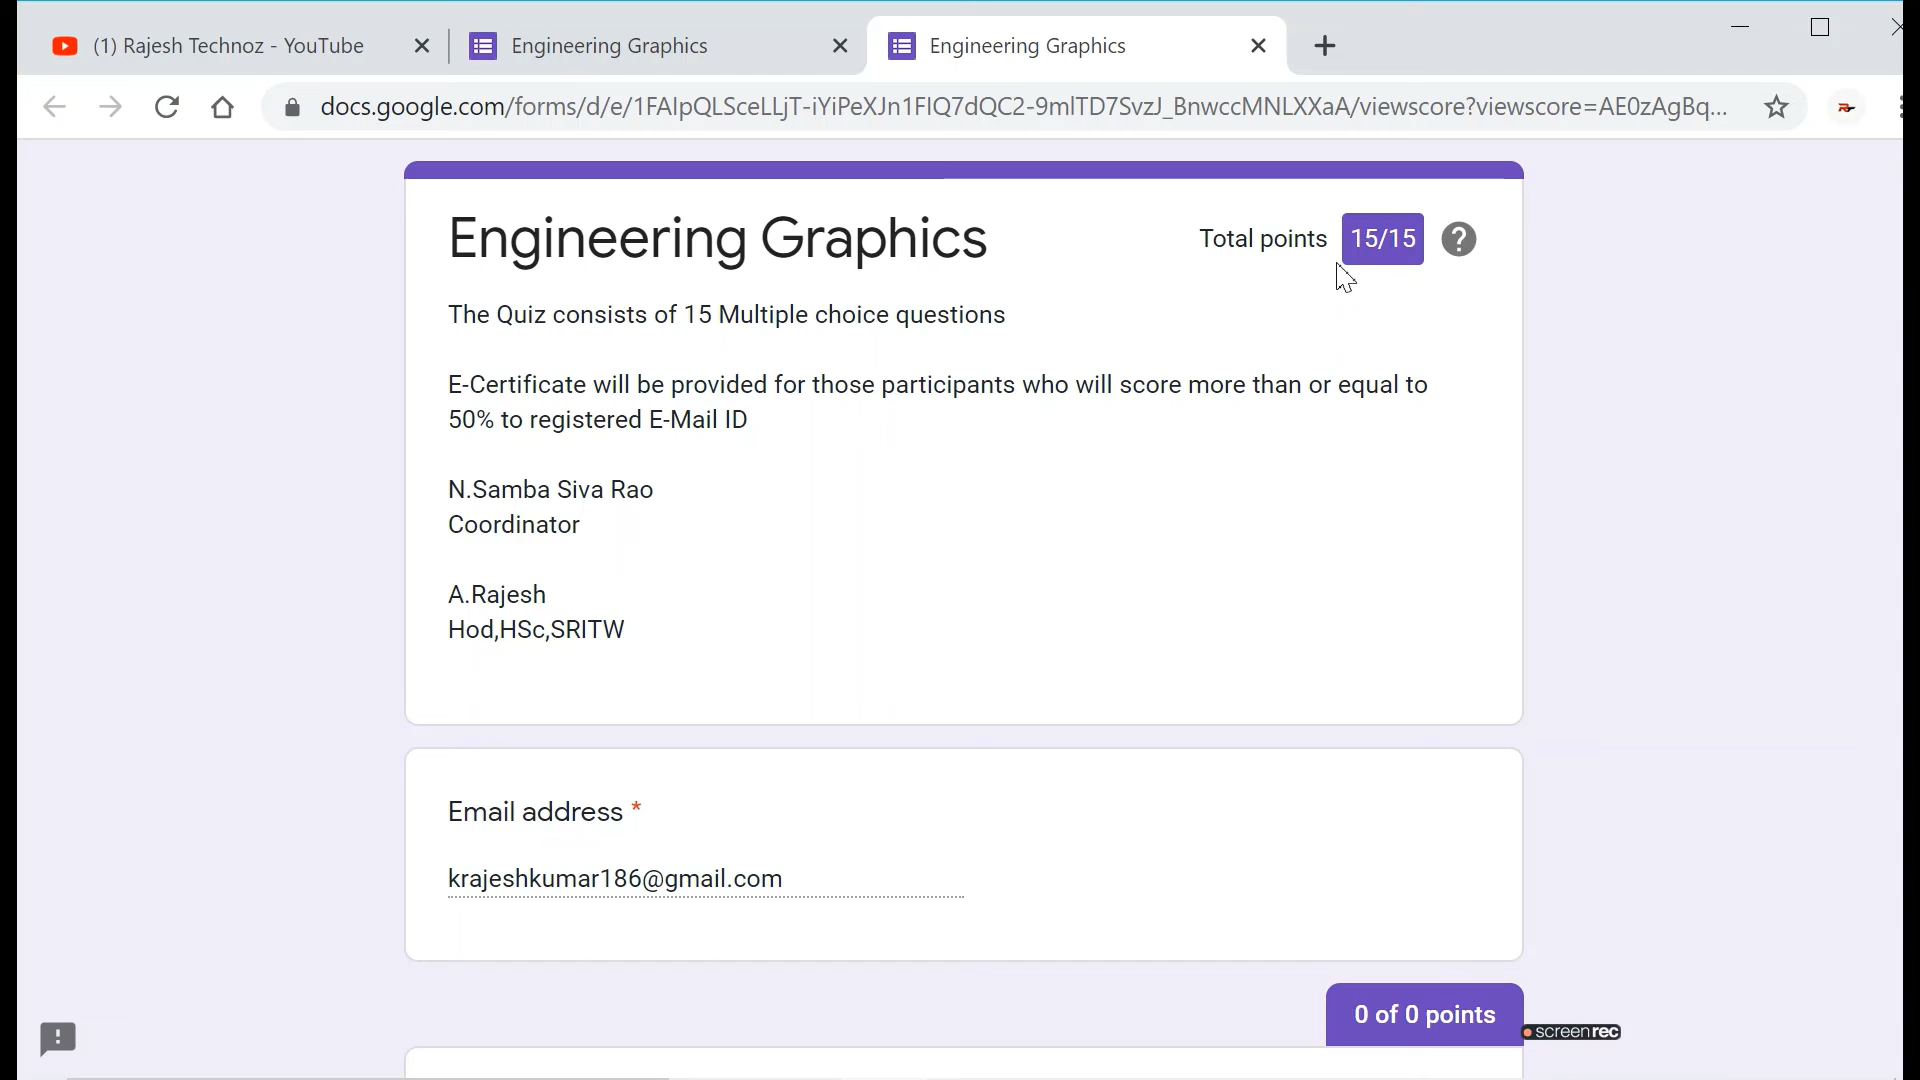 (1) Rajesh Technoz - YouTube
Engineering Graphics
Engineering Graphics
docs.google.com/forms/d/e/1FAIpQLSceLLjT-iYiPeXJn1FIQ7dQC2-9mlTD7SvzJ_BnwccMNLXXaA/viewscore?viewscore=AE0zAgBq...
Engineering Graphics
Total points 15/15
The Quiz consists of 15 Multiple choice questions
E-Certificate will be provided for those participants who will score more than or equal to
50% to registered E-Mail ID
N.Samba Siva Rao
Coordinator
A.Rajesh
Hod,HSc,SRITW
Email address *
krajeshkumar186@gmail.com
0 of 0 points
screenrec